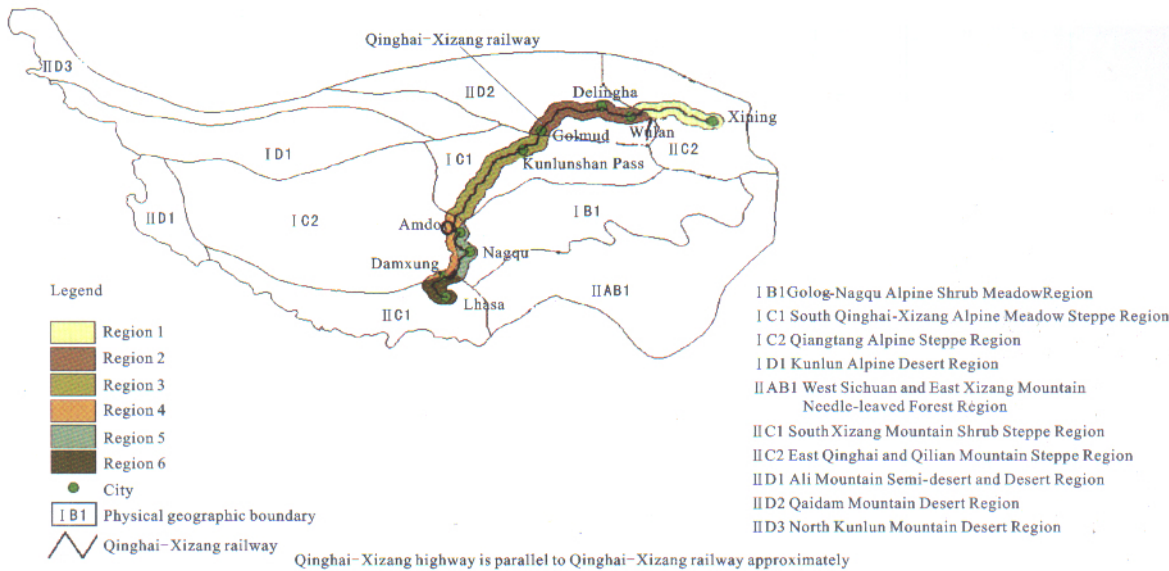 Qinghai-Xizang railway
ⅡD3
ⅡD2
Delingha
Xining
Golmud
Wulan
ⅡC2
ⅠD1
ⅠC1
Kunlunshan Pass
ⅡD1
ⅠC2
ⅠB1
Amdo
Nagqu
Damxung
ⅡAB1
Lhasa
ⅡC1
Legend
Region 1
Region 2
Region 3
Region 4
Region 5
Region 6
City
ⅠB1 Physical geographic boundary
Qinghai-Xizang railway
ⅠB1 Golog-Nagqu Alpine Shrub MeadowRegion
ⅠC1 South Qinghai-Xizang Alpine Meadow Steppe Region
ⅠC2 Qiangtang Alpine Steppe Region
ⅠD1 Kunlun Alpine Desert Region
ⅡAB1 West Sichuan and East Xizang Mountain
Needle-leaved Forest Region
ⅡC1 South Xizang Mountain Shrub Steppe Region
ⅡC2 East Qinghai and Qilian Mountain Steppe Region
ⅡD1 Ali Mountain Semi-desert and Desert Region
ⅡD2 Qaidam Mountain Desert Region
ⅡD3 North Kunlun Mountain Desert Region
Qinghai-Xizang highway is parallel to Qinghai-Xizang railway approximately